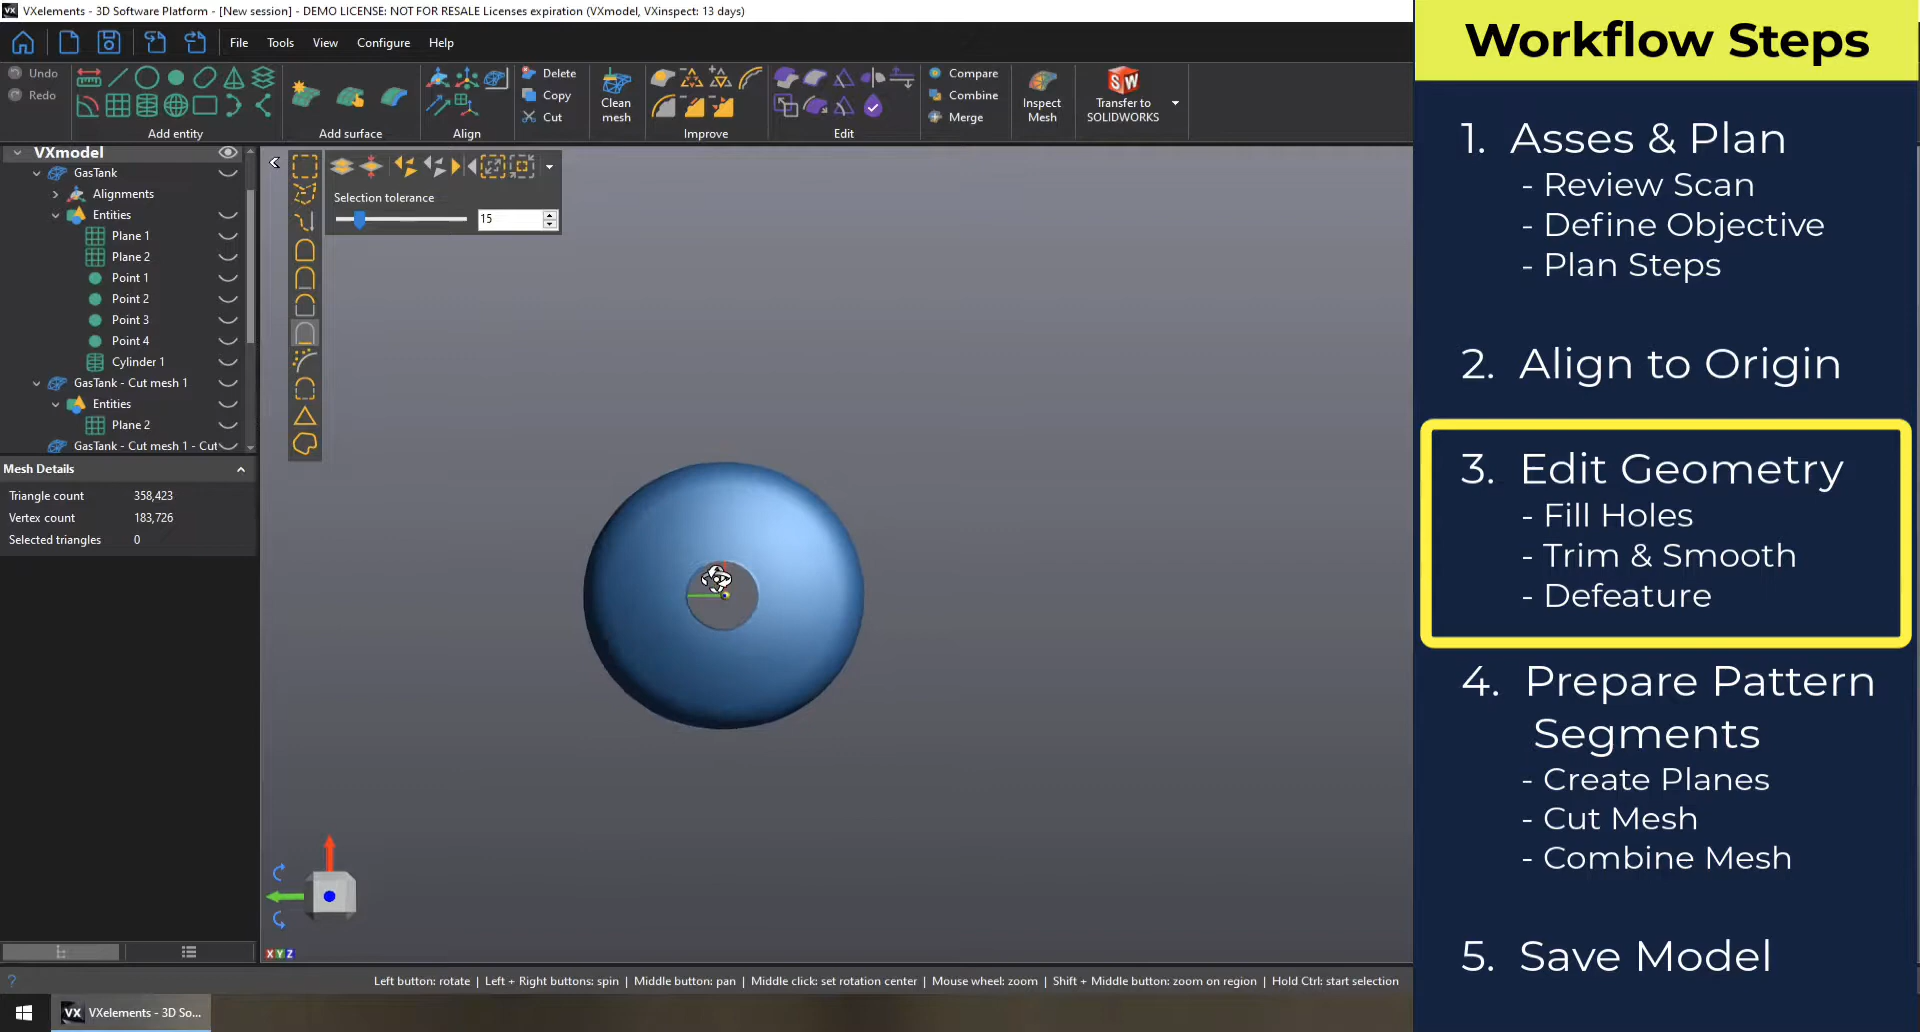 VX VXelements - 3D Software Platform - [New session] - DEMO LICENSE: NOT FOR RESALE Licenses expiration (VXmodel, VXinspect: 13 days)
File Tools View Configure Help
Undo
Redo
Add entity
Add surface
Align
Delete
Copy
Cut
Clean
mesh
Improve
Edit
Compare
Combine
Merge
Inspect
Mesh
SW
Transfer to
SOLIDWORKS
VXmodel
GasTank
Alignments
Entities
Plane 1
Plane 2
Point 1
Point 2
Point 3
Point 4
Cylinder 1
GasTank - Cut mesh 1
Entities
Plane 2
GasTank - Cut mesh 1 - Cut
Mesh Details
Triangle count 358,423
Vertex count 183,726
Selected triangles 0
Selection tolerance
15
X Y Z
Left button: rotate | Left + Right buttons: spin | Middle button: pan | Middle click: set rotation center | Mouse wheel: zoom | Shift + Middle button: zoom on region | Hold Ctrl: start selection
?
VX VXelements - 3D So...
Workflow Steps
1. Asses & Plan
- Review Scan
- Define Objective
- Plan Steps
2. Align to Origin
3. Edit Geometry
- Fill Holes
- Trim & Smooth
- Defeature
4. Prepare Pattern
Segments
- Create Planes
- Cut Mesh
- Combine Mesh
5. Save Model